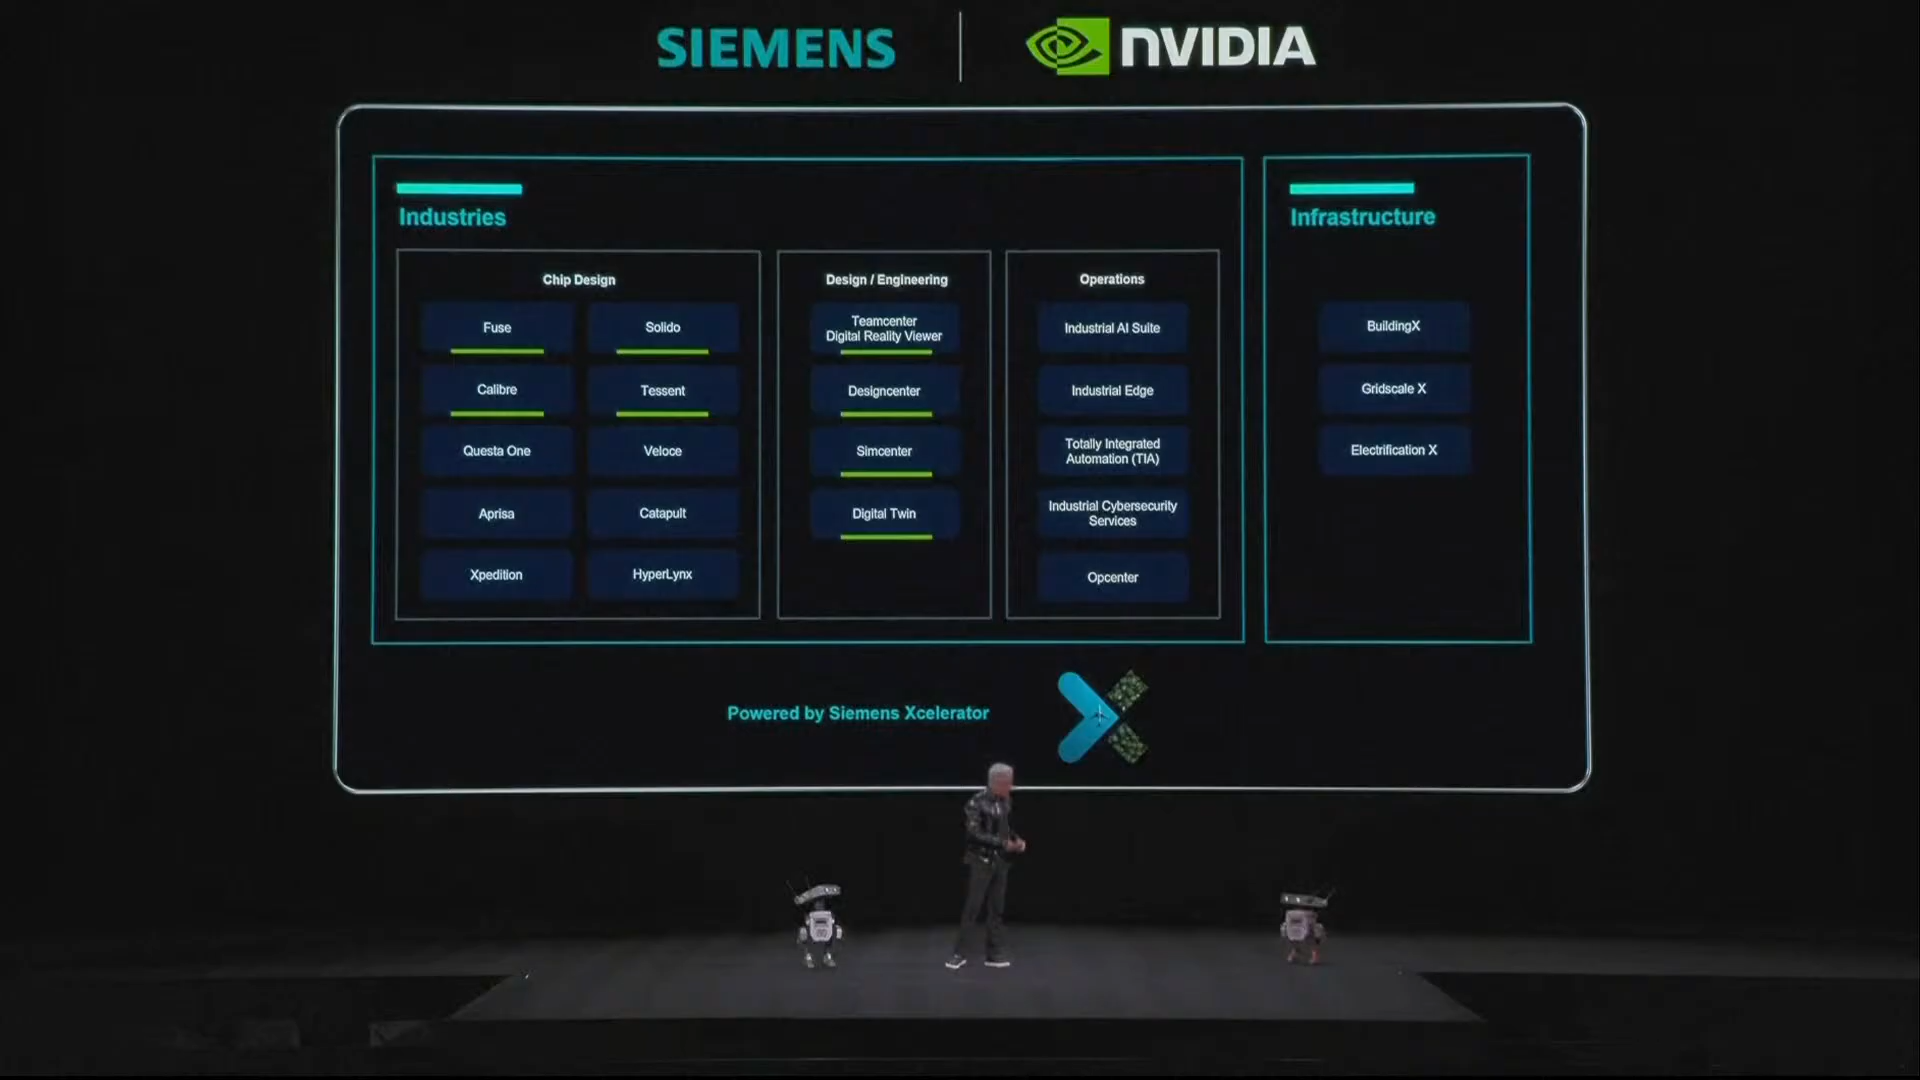 SIEMENS
NVIDIA
Industries
Chip Design
Fuse
Solido
Calibre
Tessent
Questa One
Veloce
Aprisa
Catapult
Xpedition
HyperLynx
Design / Engineering
Teamcenter
Digital Reality Viewer
Designcenter
Simcenter
Digital Twin
Operations
Industrial AI Suite
Industrial Edge
Totally Integrated
Automation (TIA)
Industrial Cybersecurity
Services
Opcenter
Infrastructure
BuildingX
Gridscale X
Electrification X
Powered by Siemens Xcelerator